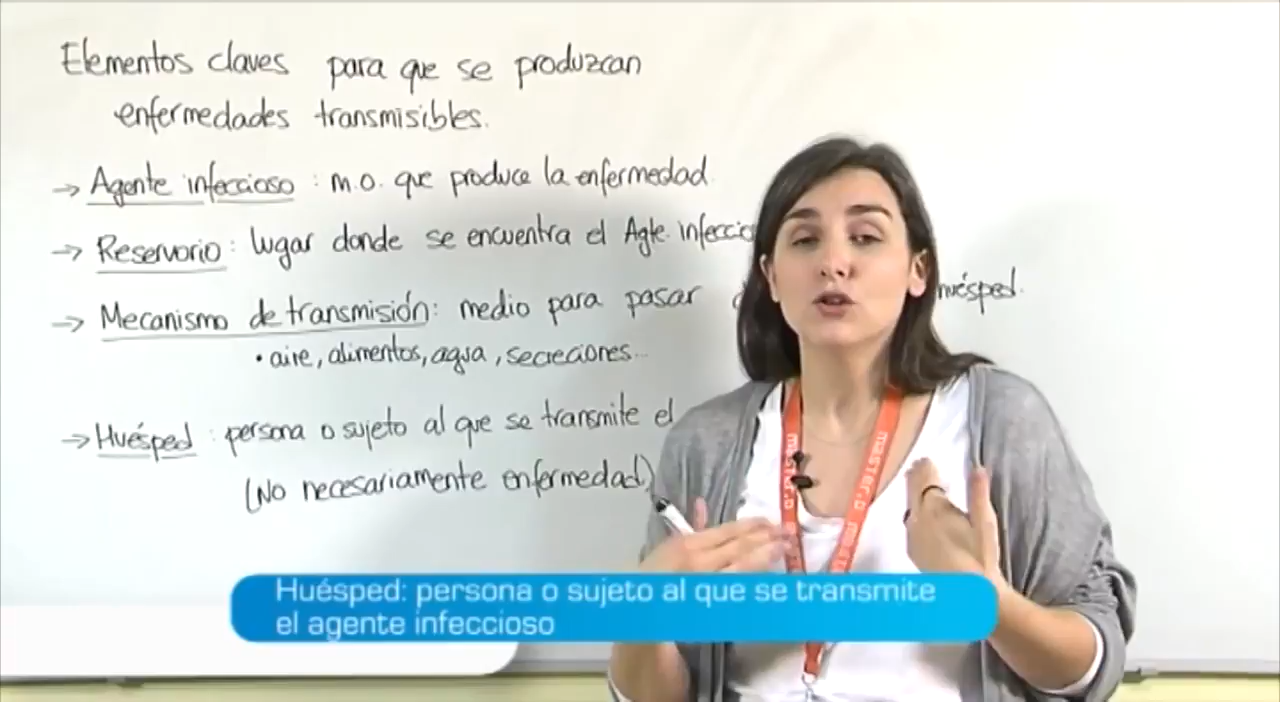 Elementos claves para que se produzcan
enfermedades transmisibles.
→ Agente infeccioso : m.o. que produce la enfermedad.
→ Reservorio : lugar donde se encuentra el Agte. infeccio
→ Mecanismo de transmisión: medio para pasar huésped.
• aire, alimentos, agua, secreciones...
→ Huésped : persona o sujeto al que se transmite el
(No necesariamente enfermedad)
master.d
master.d
Huésped: persona o sujeto al que se transmite
el agente infeccioso